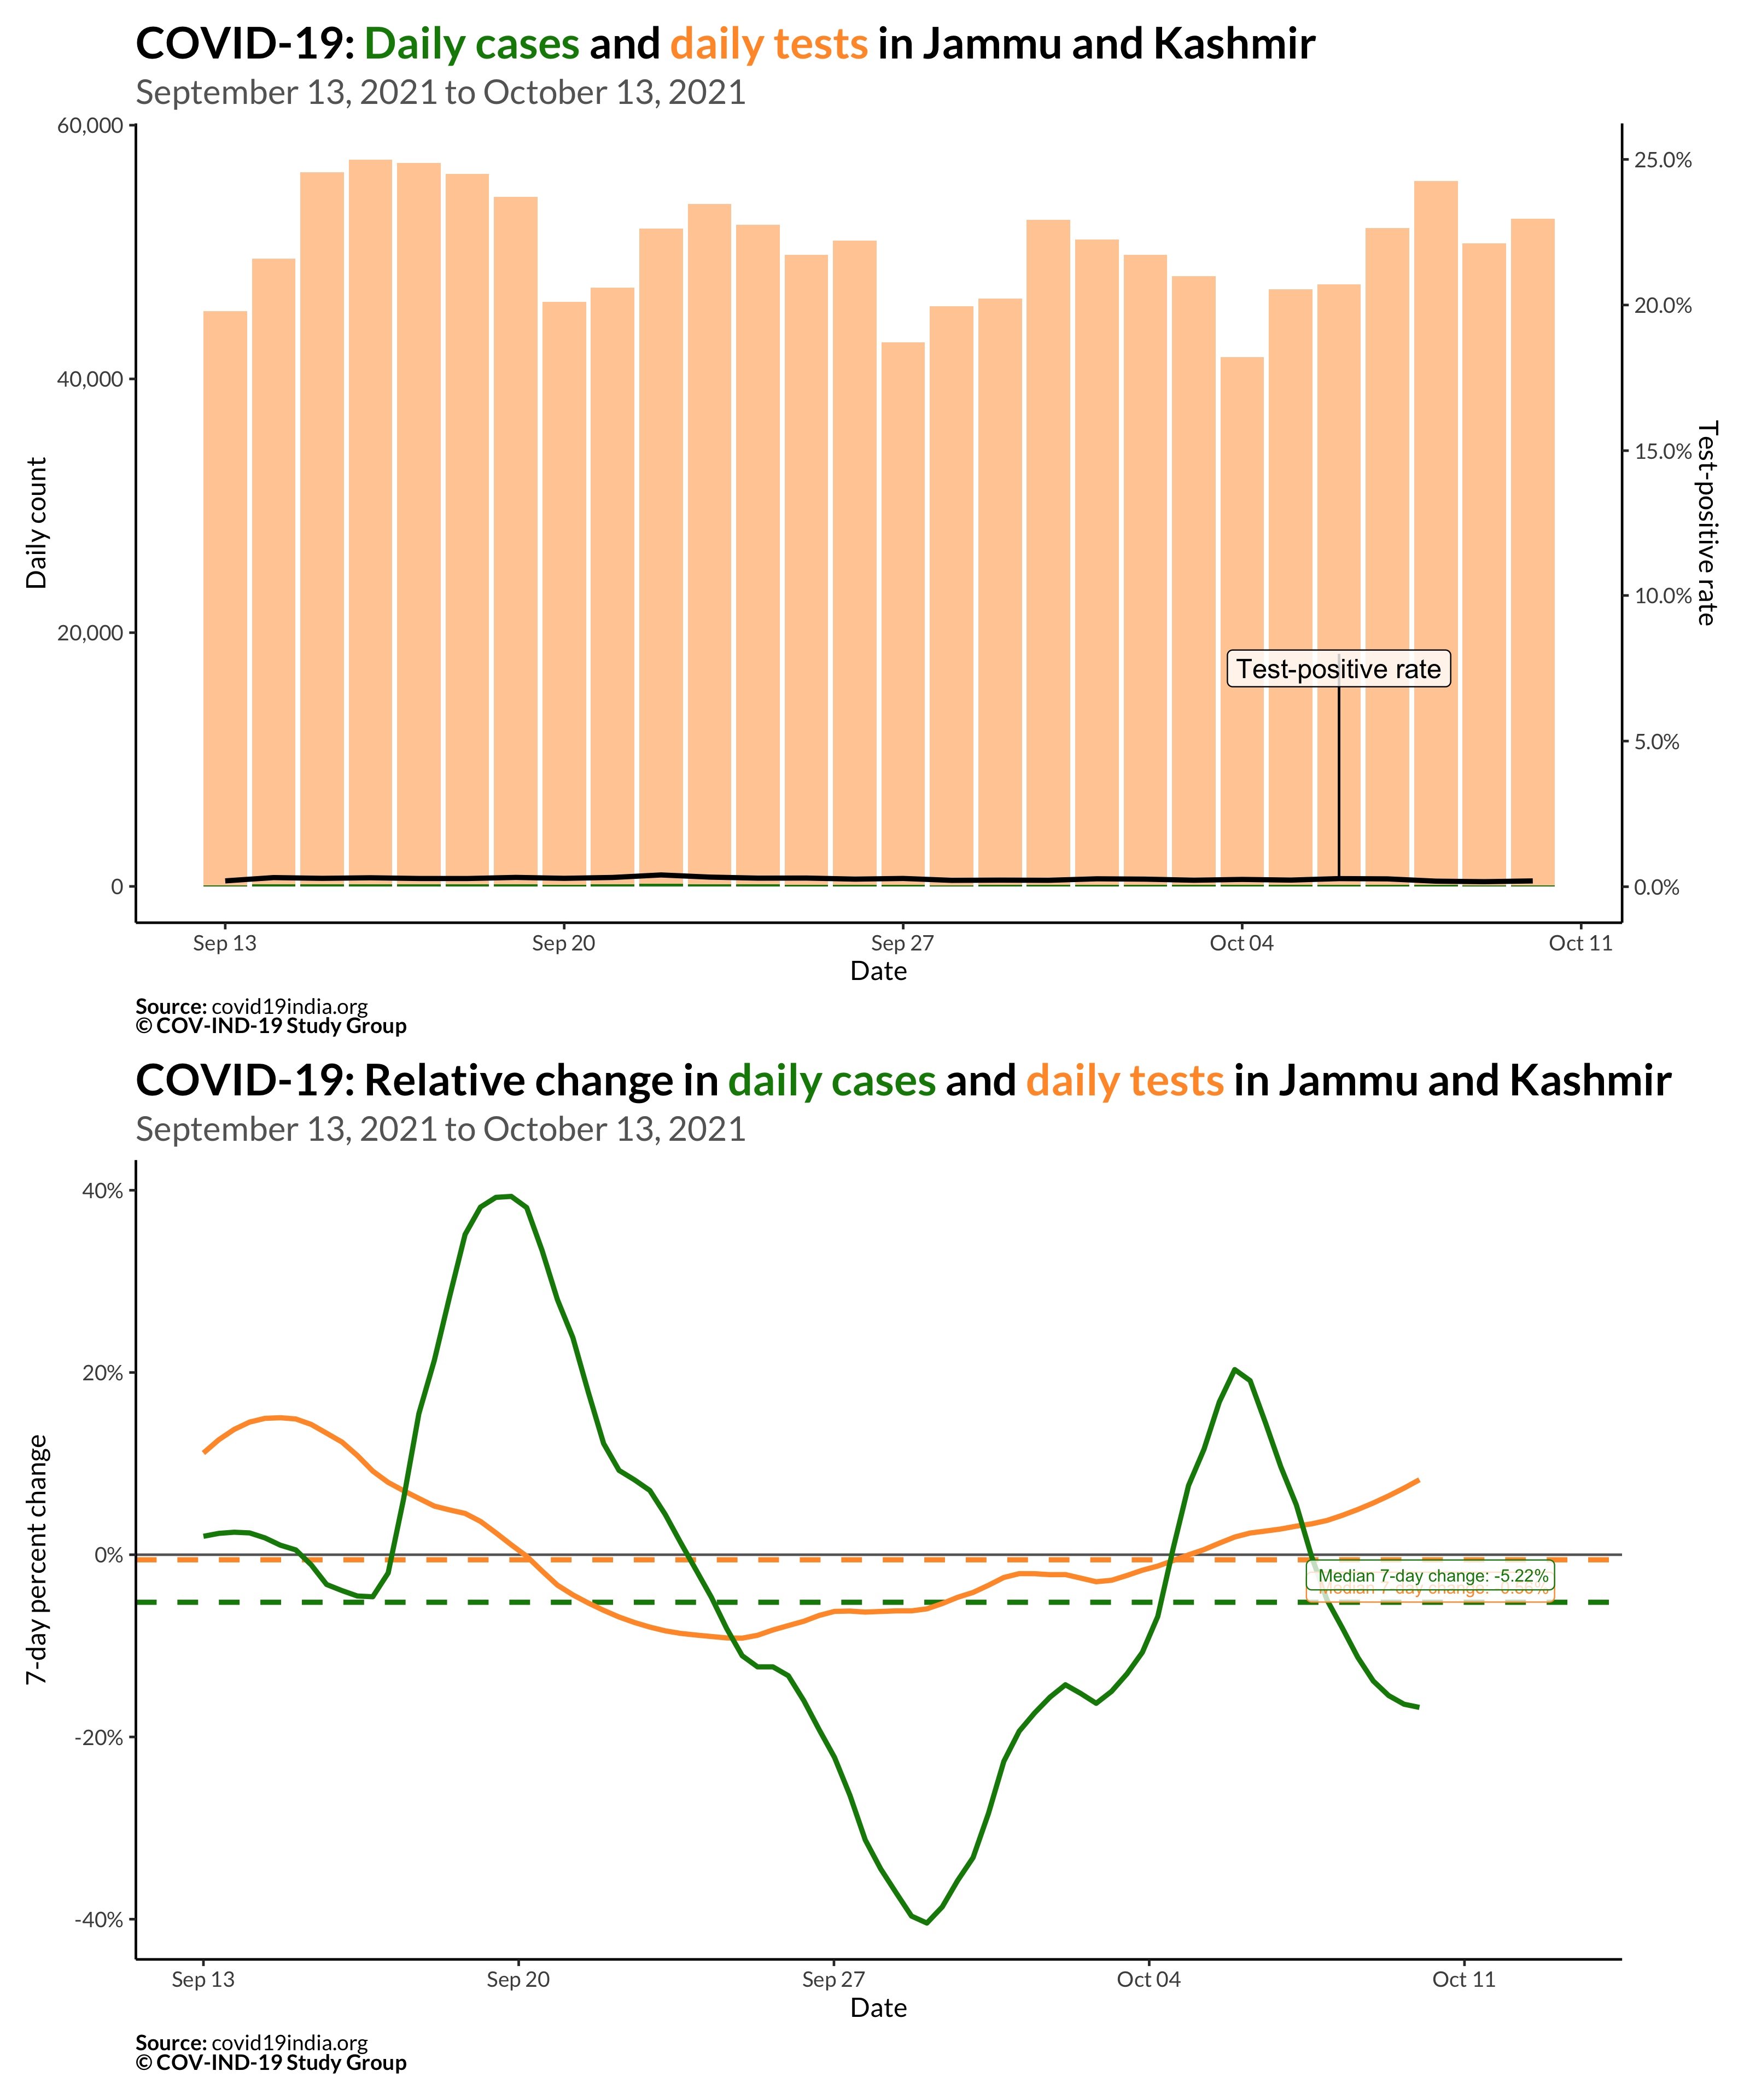 COVID-19: Daily cases and daily tests in Jammu and Kashmir
September 13, 2021 to October 13, 2021
60,000
40,000
20,000
0
Daily count
25.0%
20.0%
15.0%
10.0%
5.0%
0.0%
Test-positive rate
Test-positive rate
Sep 13
Sep 20
Sep 27
Oct 04
Oct 11
Date
Source: covid19india.org
© COV-IND-19 Study Group
COVID-19: Relative change in daily cases and daily tests in Jammu and Kashmir
September 13, 2021 to October 13, 2021
40%
20%
0%
-20%
-40%
7-day percent change
Median 7-day change: -5.22%
Median 7-day change:
Sep 13
Sep 20
Sep 27
Oct 04
Oct 11
Date
Source: covid19india.org
© COV-IND-19 Study Group